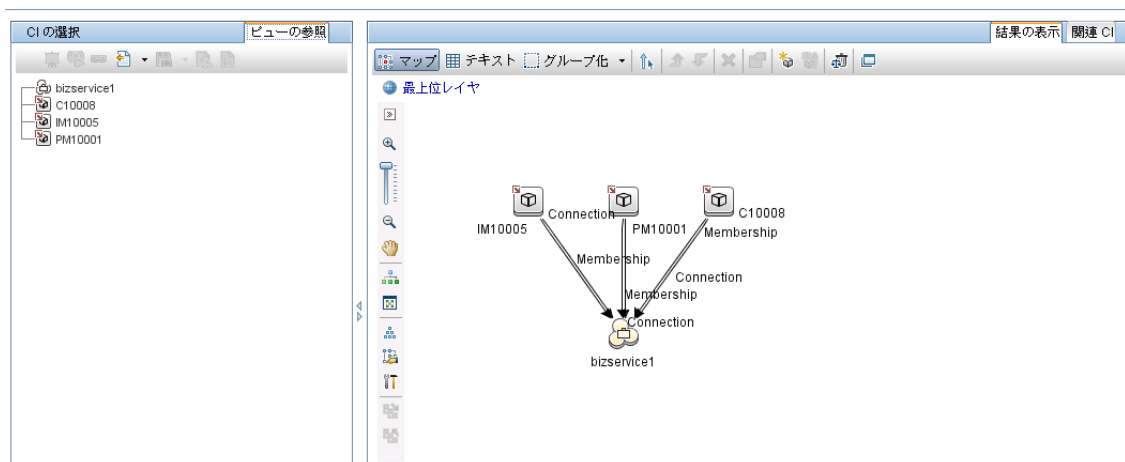 CI の選択
ビューの参照
bizservice1
C10008
IM10005
PM10001
結果の表示
関連 CI
マップ
テキスト
グループ化
最上位レイヤ
IM10005
Connection
PM10001
C10008
Membership
Membership
Connection
Membership
Connection
bizservice1